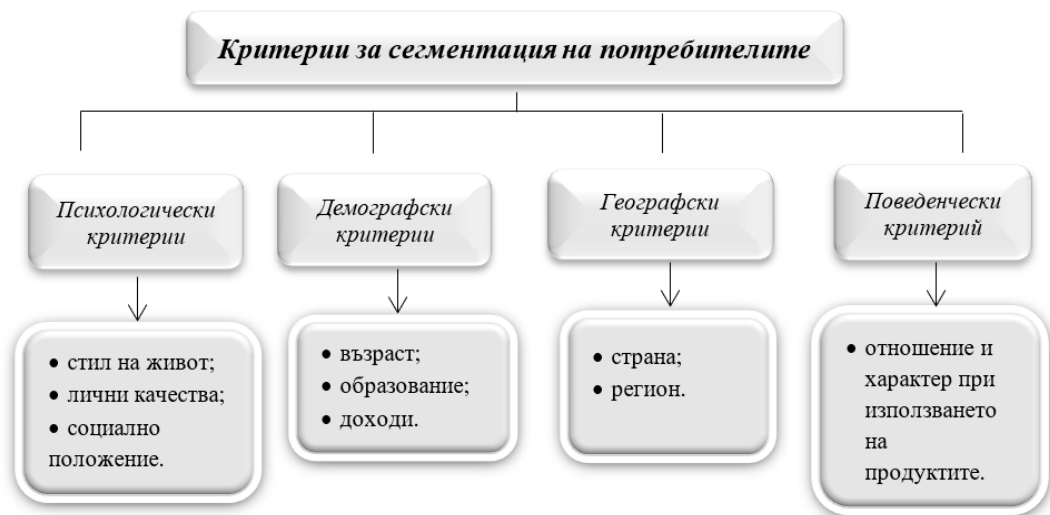 Критерии за сегментация на потребителите
Психологически
критерии
Демографски
критерии
Географски
критерии
Поведенчески
критерий
• стил на живот;
• лични качества;
• социално
положение.
• възраст;
• образование;
• доходи.
• страна;
• регион.
• отношение и
характер при
използването
на
продуктите.